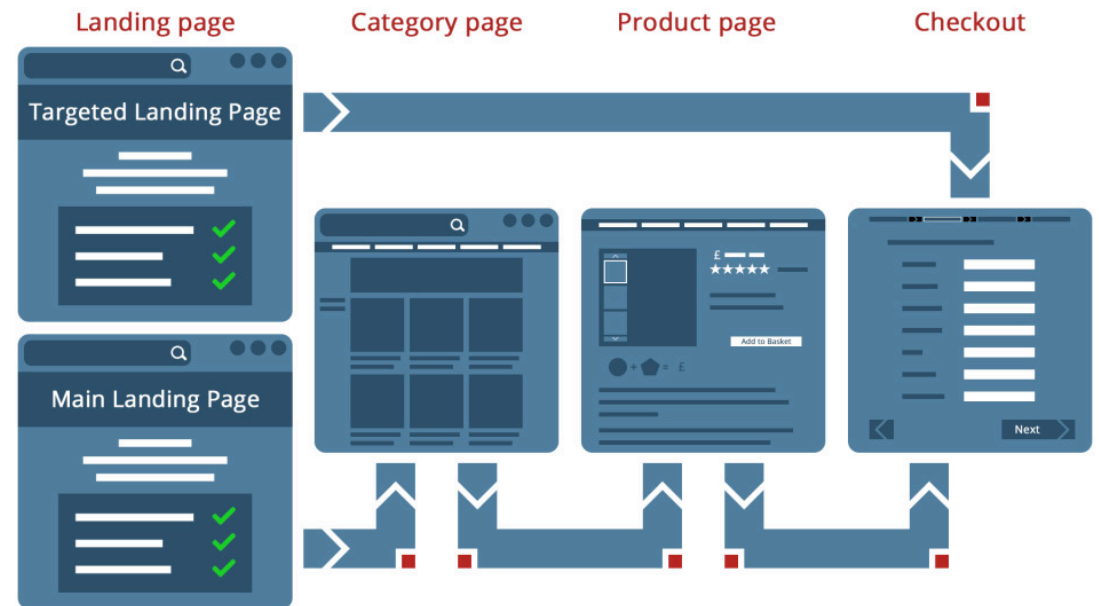 Landing page
Category page
Product page
Checkout
Targeted Landing Page
Main Landing Page
£
Add to Basket
+ = £
Next